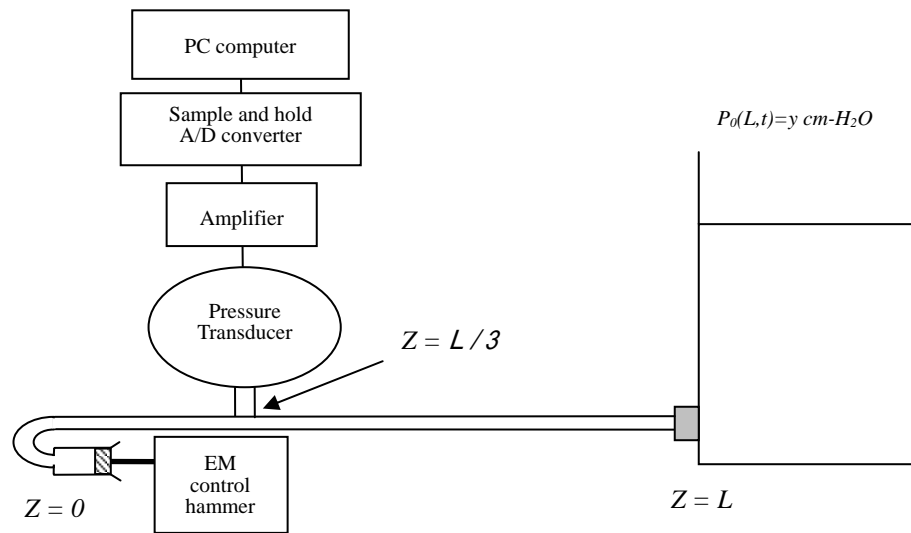 PC computer
Sample and hold
A/D converter
P0(L,t)=y cm-H2O
Amplifier
Pressure
Transducer
Z = L/3
EM
control
hammer
Z = 0
Z = L